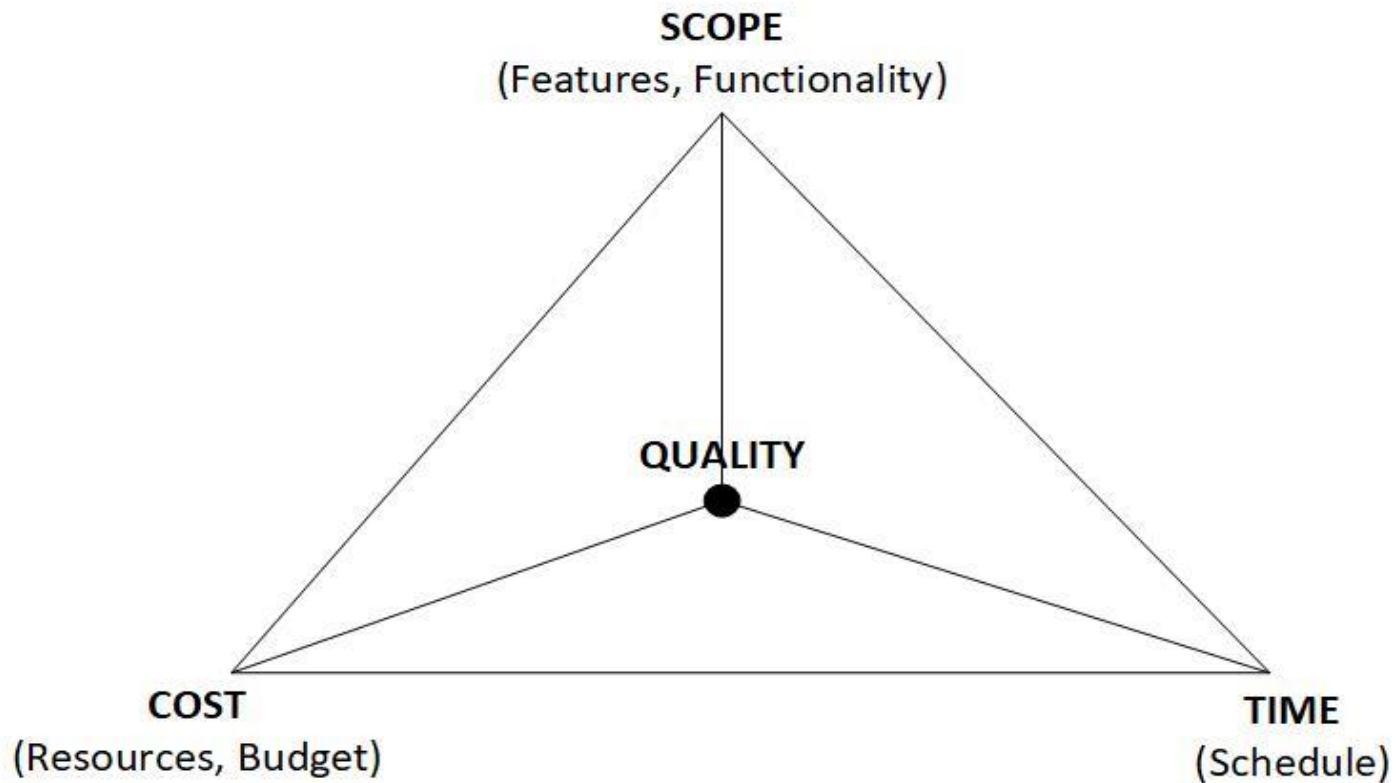 SCOPE
(Features, Functionality)
QUALITY
COST
(Resources, Budget)
TIME
(Schedule)